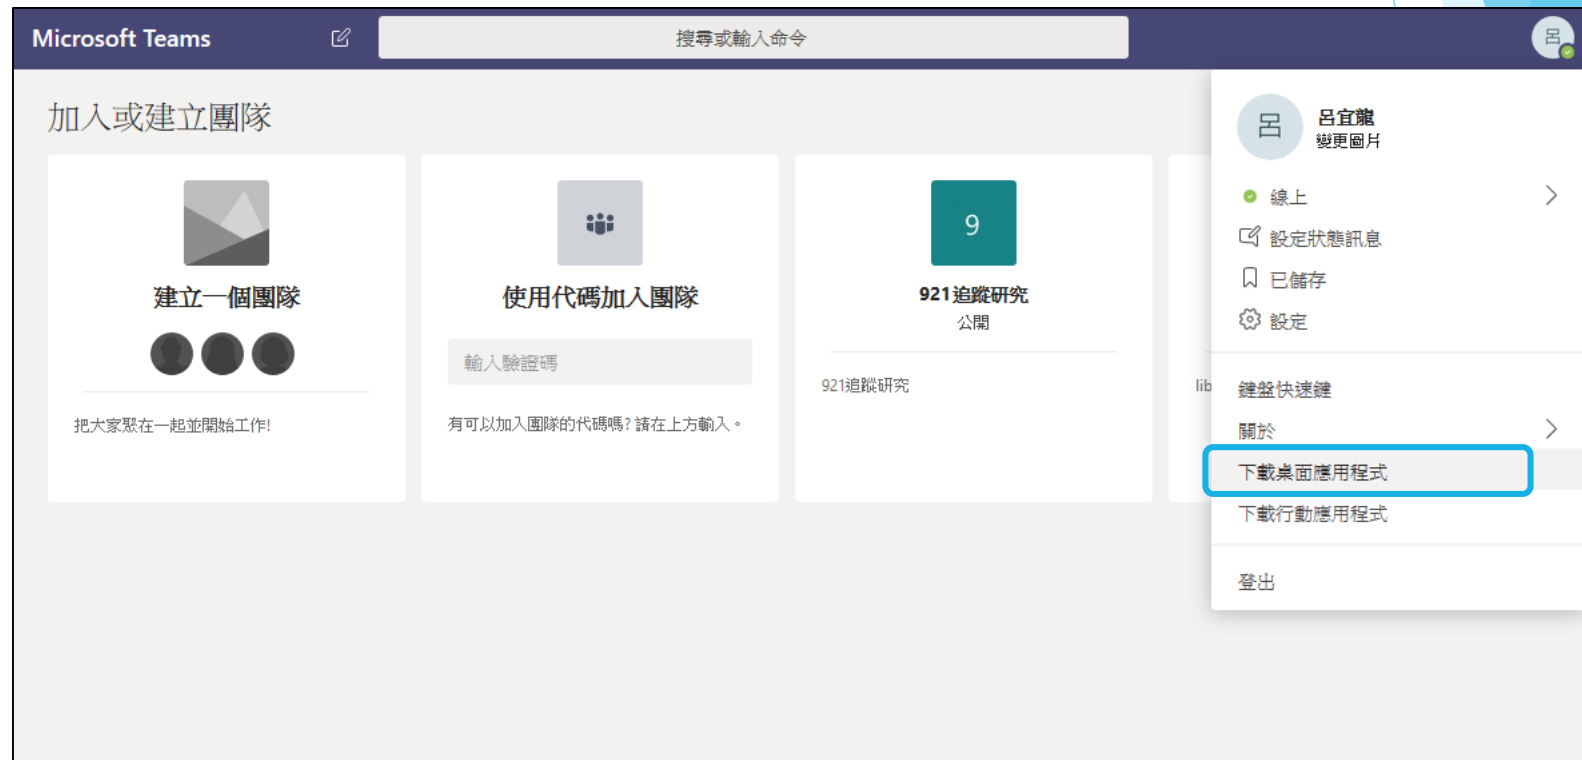 Microsoft Teams
搜尋或輸入命令
呂
加入或建立團隊
建立一個團隊
把大家聚在一起並開始工作!
使用代碼加入團隊
輸入驗證碼
有可以加入團隊的代碼嗎? 請在上方輸入。
9
921追蹤研究
公開
921追蹤研究
lib
呂
呂宜龍
變更圖片
線上
設定狀態訊息
已儲存
設定
鍵盤快速鍵
關於
下載桌面應用程式
下載行動應用程式
登出